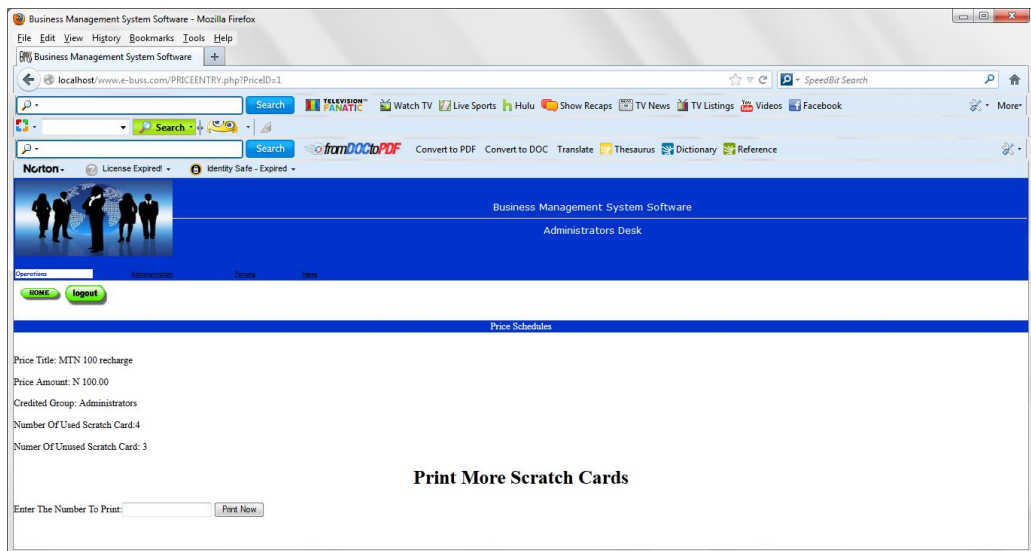 Business Management System Software - Mozilla Firefox
File Edit View History Bookmarks Tools Help
Business Management System Software +
localhost/www.e-buss.com/PRICEENTRY.php?PriceID=1 SpeedBit Search
Search TELEVISION FANATIC Watch TV Live Sports Hulu Show Recaps TV News TV Listings Videos Facebook More
Search
Search fromDOCtoPDF Convert to PDF Convert to DOC Translate Thesaurus Dictionary Reference
Norton License Expired! Identity Safe - Expired
Business Management System Software
Administrators Desk
Operations Administration Forums News
HOME logout
Price Schedules
Price Title: MTN 100 recharge
Price Amount: N 100.00
Credited Group: Administrators
Number Of Used Scratch Card:4
Numer Of Unused Scratch Card: 3
Print More Scratch Cards
Enter The Number To Print: Print Now